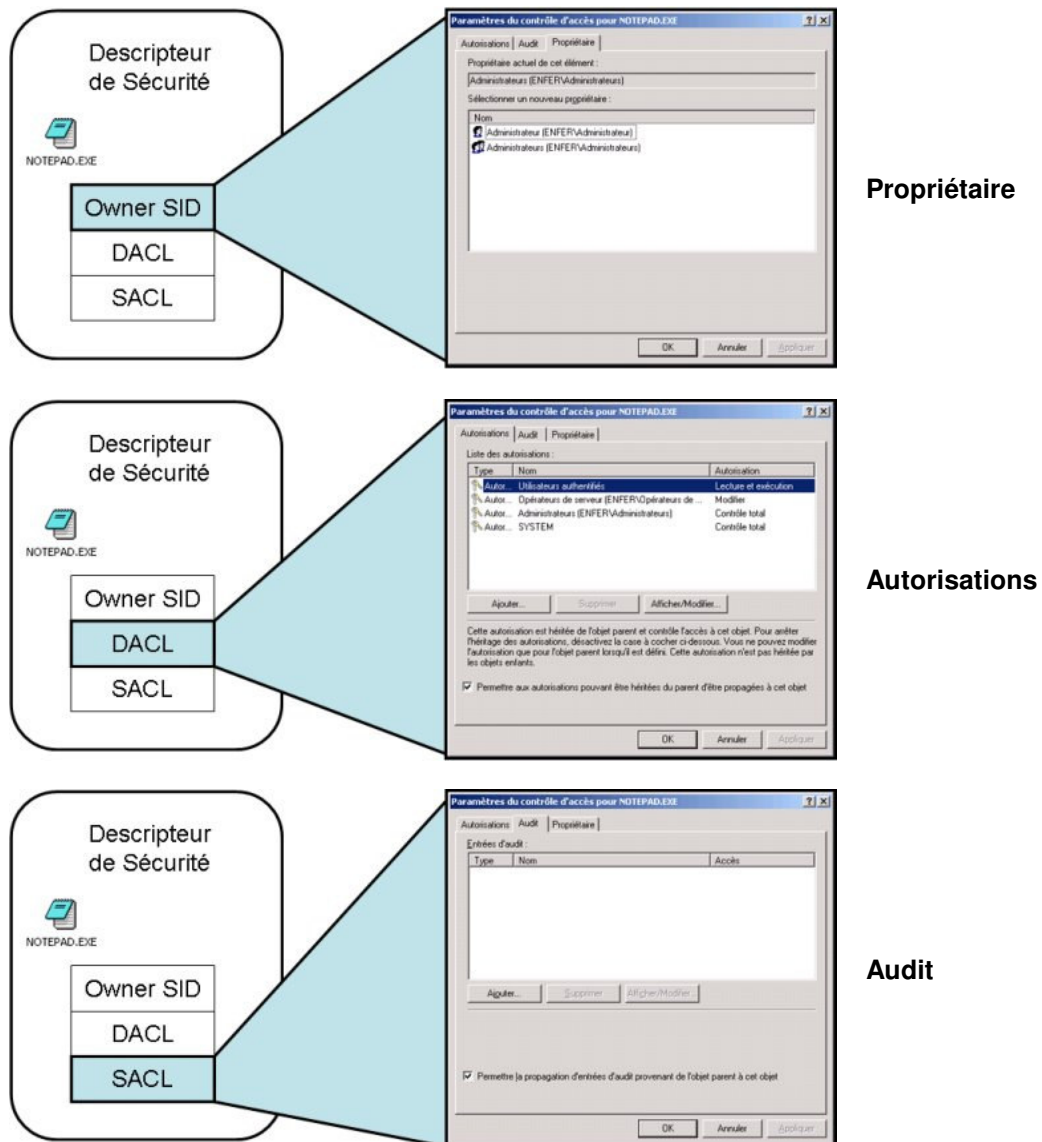 Descripteur
de Sécurité
NOTEPAD.EXE
Owner SID
DACL
SACL
Paramètres du contrôle d'accès pour NOTEPAD.EXE
Autorisations Audit Propriétaire
Propriétaire actuel de cet élément :
Administrateurs (ENFER\Administrateurs)
Sélectionner un nouveau propriétaire :
Nom
Administrateur (ENFER\Administrateur)
Administrateurs (ENFER\Administrateurs)
OK Annuler Appliquer
Propriétaire
Descripteur
de Sécurité
NOTEPAD.EXE
Owner SID
DACL
SACL
Paramètres du contrôle d'accès pour NOTEPAD.EXE
Autorisations Audit Propriétaire
Liste des autorisations :
Type Nom Autorisation
Autor... Utilisateurs authentifiés Lecture et exécution
Autor... Opérateurs de serveur (ENFER\Opérateurs de ... Modifier
Autor... Administrateurs (ENFER\Administrateurs) Contrôle total
Autor... SYSTEM Contrôle total
Ajouter... Supprimer Afficher/Modifier...
Cette autorisation est héritée de l'objet parent et contrôle l'accès à cet objet. Pour arrêter
l'héritage des autorisations, désactivez la case à cocher ci-dessous. Vous ne pouvez modifier
l'autorisation que pour l'objet parent lorsqu'il est défini. Cette autorisation n'est pas héritée par
les objets enfants.
Permettre aux autorisations pouvant être héritées du parent d'être propagées à cet objet
OK Annuler Appliquer
Autorisations
Descripteur
de Sécurité
NOTEPAD.EXE
Owner SID
DACL
SACL
Paramètres du contrôle d'accès pour NOTEPAD.EXE
Autorisations Audit Propriétaire
Entrées d'audit :
Type Nom Accès
Ajouter... Supprimer Afficher/Modifier...
Permettre la propagation d'entrées d'audit provenant de l'objet parent à cet objet
OK Annuler Appliquer
Audit